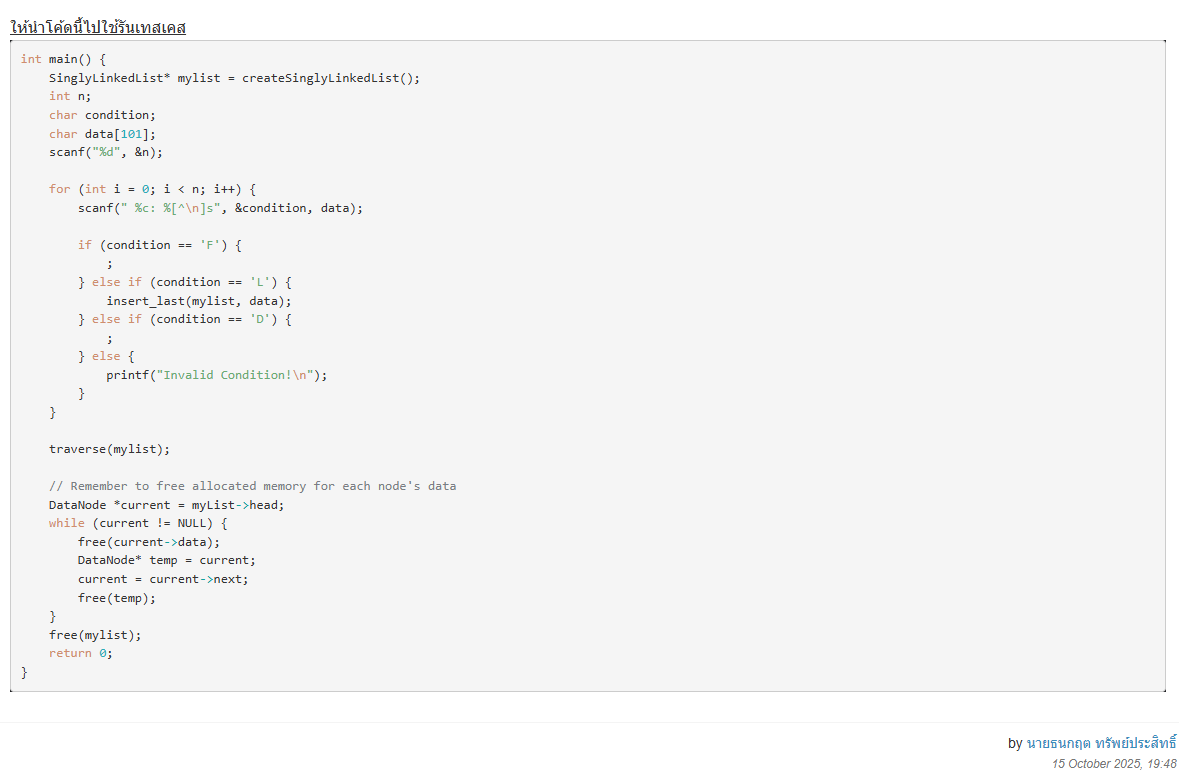 ให้นำโค้ดนี้ไปใช้รันเทสเคส
int main() {
    SinglyLinkedList* mylist = createSinglyLinkedList();
    int n;
    char condition;
    char data[101];
    scanf("%d", &n);

    for (int i = 0; i < n; i++) {
        scanf(" %c: %[^\n]s", &condition, data);

        if (condition == 'F') {
            ;
        } else if (condition == 'L') {
            insert_last(mylist, data);
        } else if (condition == 'D') {
            ;
        } else {
            printf("Invalid Condition!\n");
        }
    }

    traverse(mylist);

    // Remember to free allocated memory for each node's data
    DataNode *current = myList->head;
    while (current != NULL) {
        free(current->data);
        DataNode* temp = current;
        current = current->next;
        free(temp);
    }
    free(mylist);
    return 0;
}
by นายธนกฤต ทรัพย์ประสิทธิ์
15 October 2025, 19:48